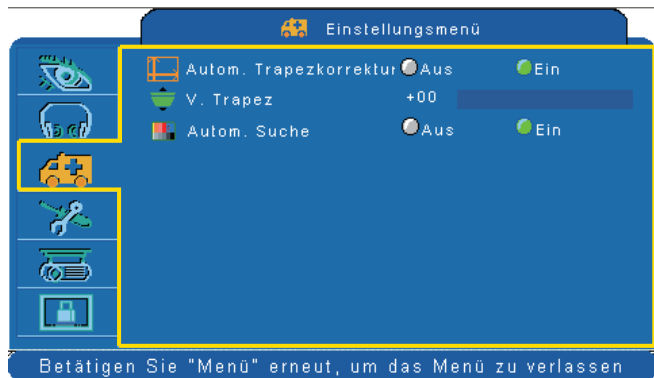 Einstellungsmenü
Autom. Trapezkorrektur Aus Ein
V. Trapez +00
Autom. Suche Aus Ein
Betätigen Sie "Menü" erneut, um das Menü zu verlassen